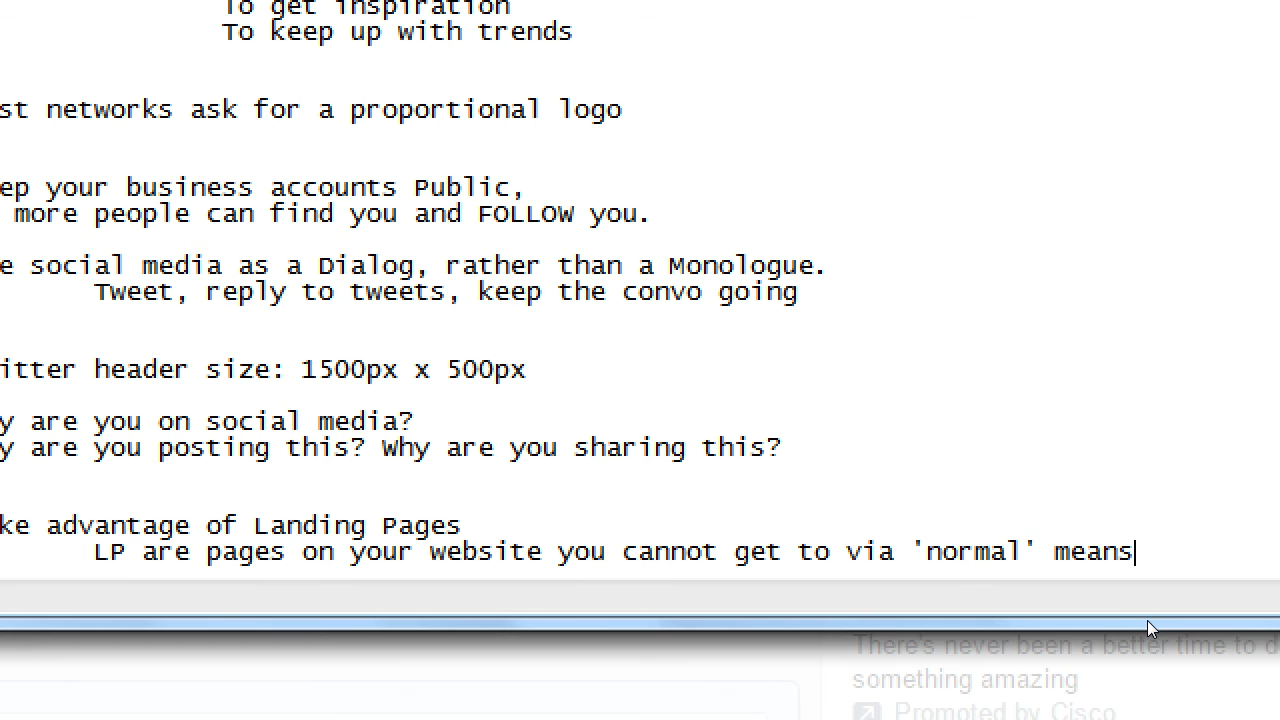 To get inspiration
To keep up with trends
st networks ask for a proportional logo
ep your business accounts Public,
more people can find you and FOLLOW you.
e social media as a Dialog, rather than a Monologue.
Tweet, reply to tweets, keep the convo going
itter header size: 1500px x 500px
y are you on social media?
y are you posting this? Why are you sharing this?
ke advantage of Landing Pages
LP are pages on your website you cannot get to via 'normal' means
There's never been a better time to d
something amazing
Promoted by Cisco